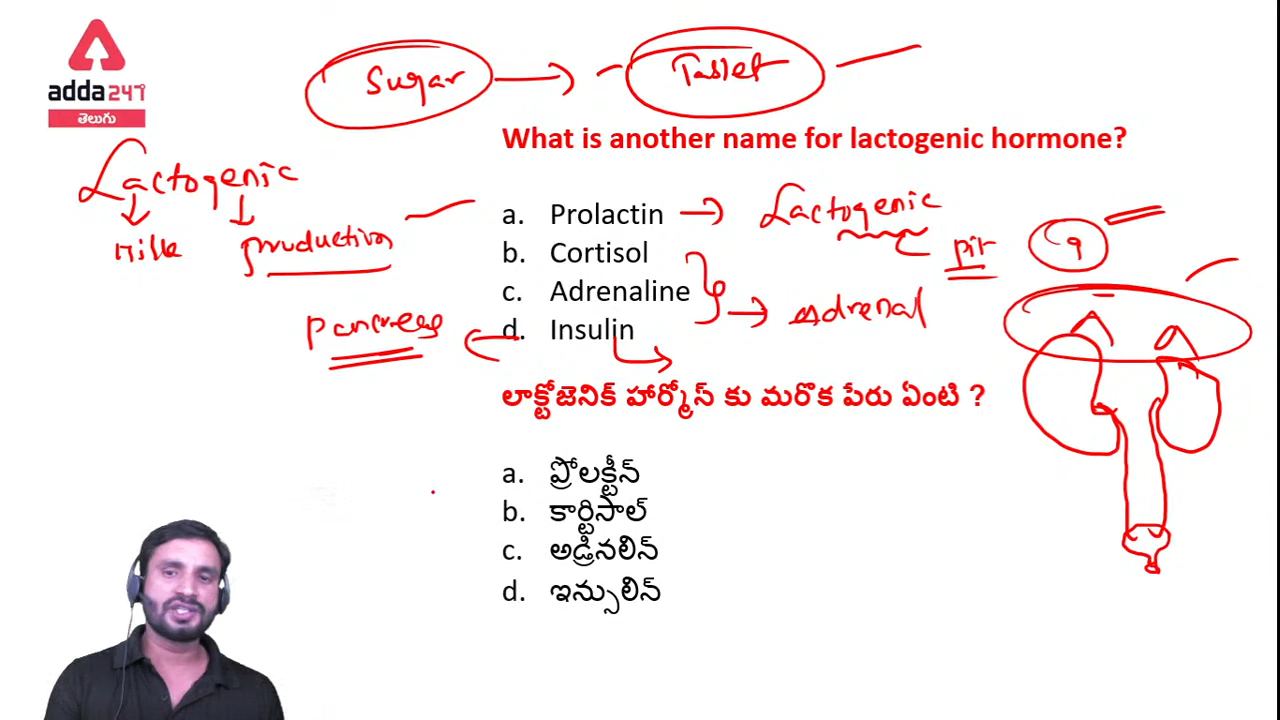 adda247
తెలుగు
Sugar → Tablet
What is another name for lactogenic hormone?
Lactogenic
Milk production
a. Prolactin → Lactogenic
pit
9
b. Cortisol
c. Adrenaline → Adrenal
d. Insulin
Pancreas
లాక్టోజెనిక్ హార్మోన్ కు మరొక పేరు ఏంటి ?
a. ప్రోలక్టీన్
b. కార్టిసాల్
c. అడ్రినలిన్
d. ఇన్సులిన్